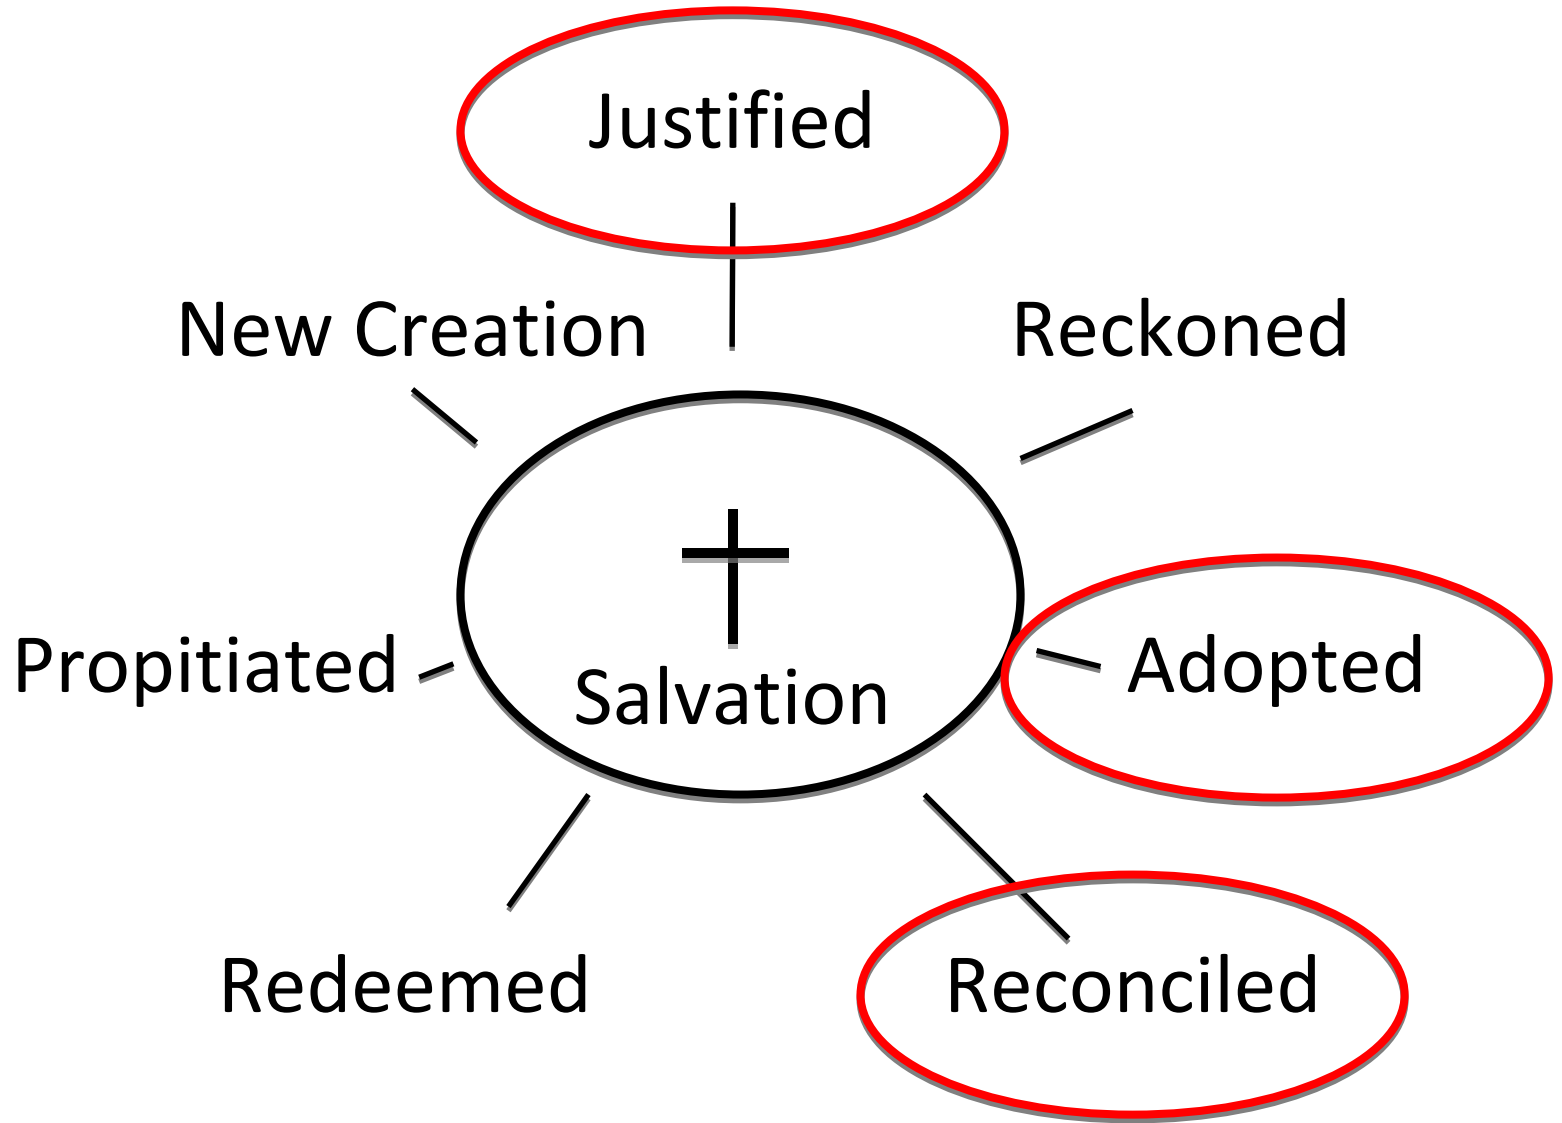 Justified
New Creation
Reckoned
Propitiated
Adopted
Salvation
Redeemed
Reconciled